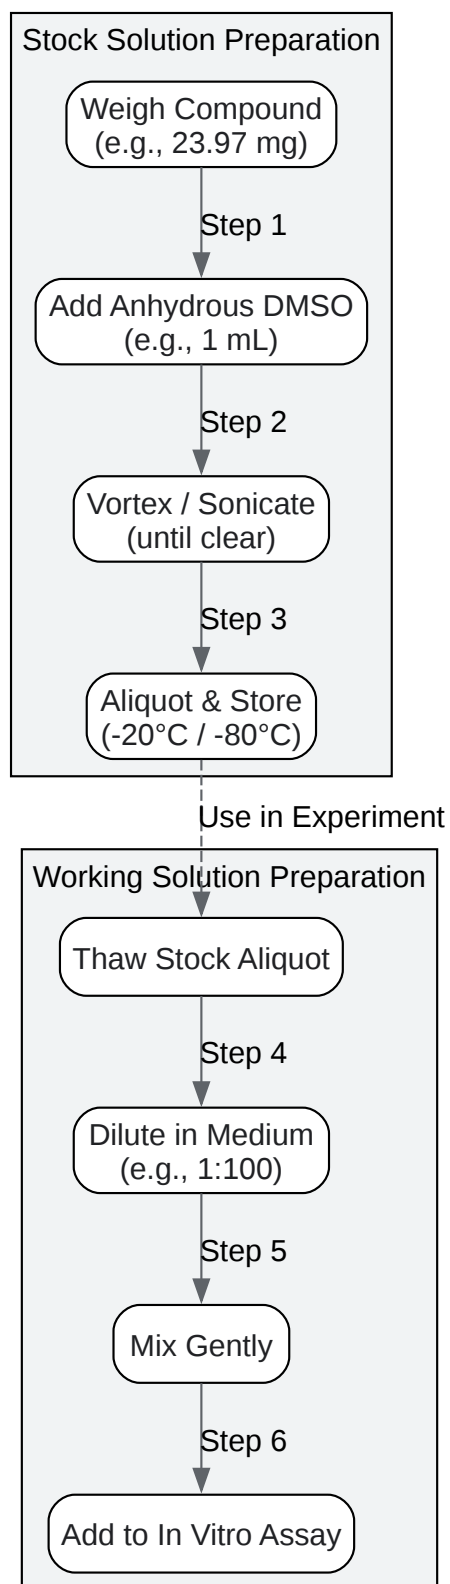 Stock Solution Preparation
Weigh Compound
(e.g., 23.97 mg)
Step 1
Add Anhydrous DMSO
(e.g., 1 mL)
Step 2
Vortex / Sonicate
(until clear)
Step 3
Aliquot & Store
(-20°C / -80°C)
Use in Experiment
Working Solution Preparation
Thaw Stock Aliquot
Step 4
Dilute in Medium
(e.g., 1:100)
Step 5
Mix Gently
Step 6
Add to In Vitro Assay